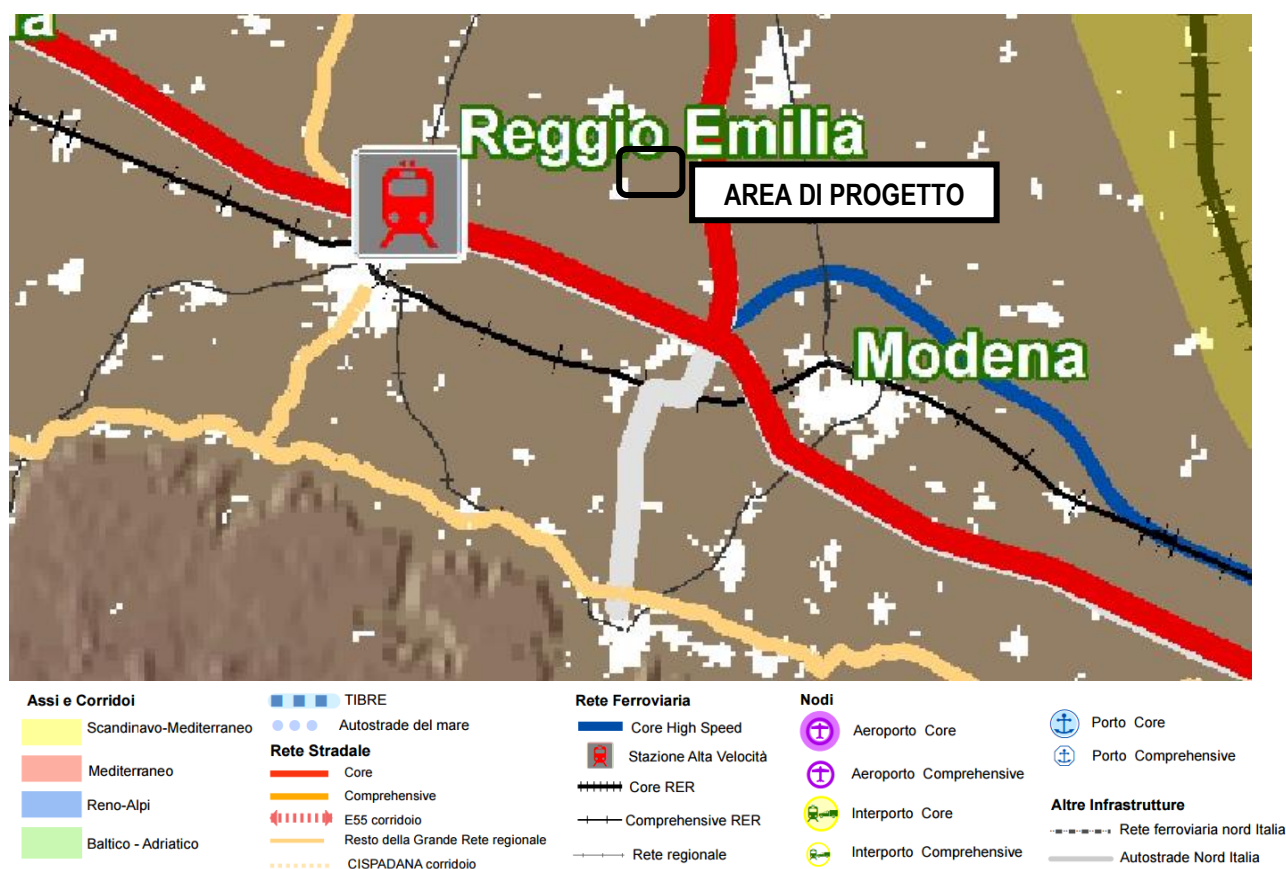 a
Reggio Emilia
AREA DI PROGETTO
Modena
Assi e Corridoi
Scandinavo-Mediterraneo
Mediterraneo
Reno-Alpi
Baltico - Adriatico
TIBRE
Autostrade del mare
Rete Stradale
Core
Comprehensive
E55 corridoio
Resto della Grande Rete regionale
CISPADANA corridoio
Rete Ferroviaria
Core High Speed
Stazione Alta Velocità
Core RER
Comprehensive RER
Rete regionale
Nodi
Aeroporto Core
Aeroporto Comprehensive
Interporto Core
Interporto Comprehensive
Porto Core
Porto Comprehensive
Altre Infrastrutture
Rete ferroviaria nord Italia
Autostrade Nord Italia